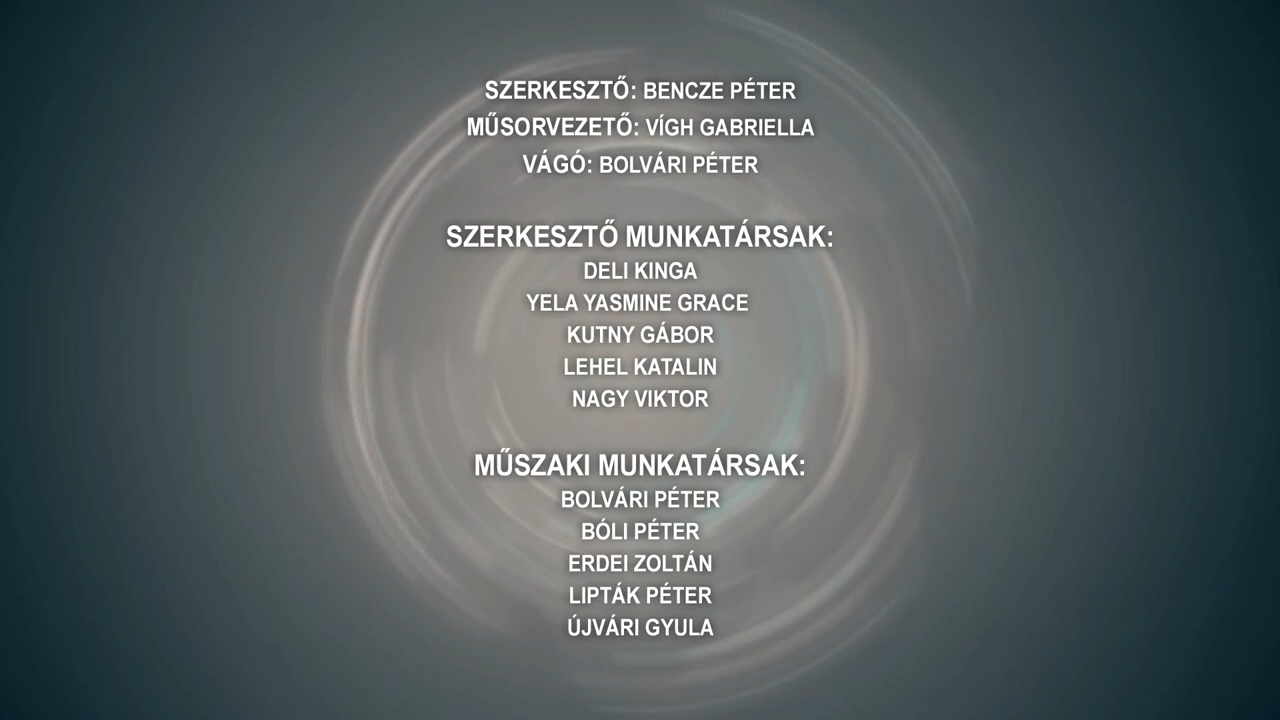 SZERKESZTŐ: BENCZE PÉTER
MŰSORVEZETŐ: VÍGH GABRIELLA
VÁGÓ: BOLVÁRI PÉTER
SZERKESZTŐ MUNKATÁRSAK:
DELI KINGA
YELA YASMINE GRACE
KUTNY GÁBOR
LEHEL KATALIN
NAGY VIKTOR
MŰSZAKI MUNKATÁRSAK:
BOLVÁRI PÉTER
BÓLI PÉTER
ERDEI ZOLTÁN
LIPTÁK PÉTER
ÚJVÁRI GYULA